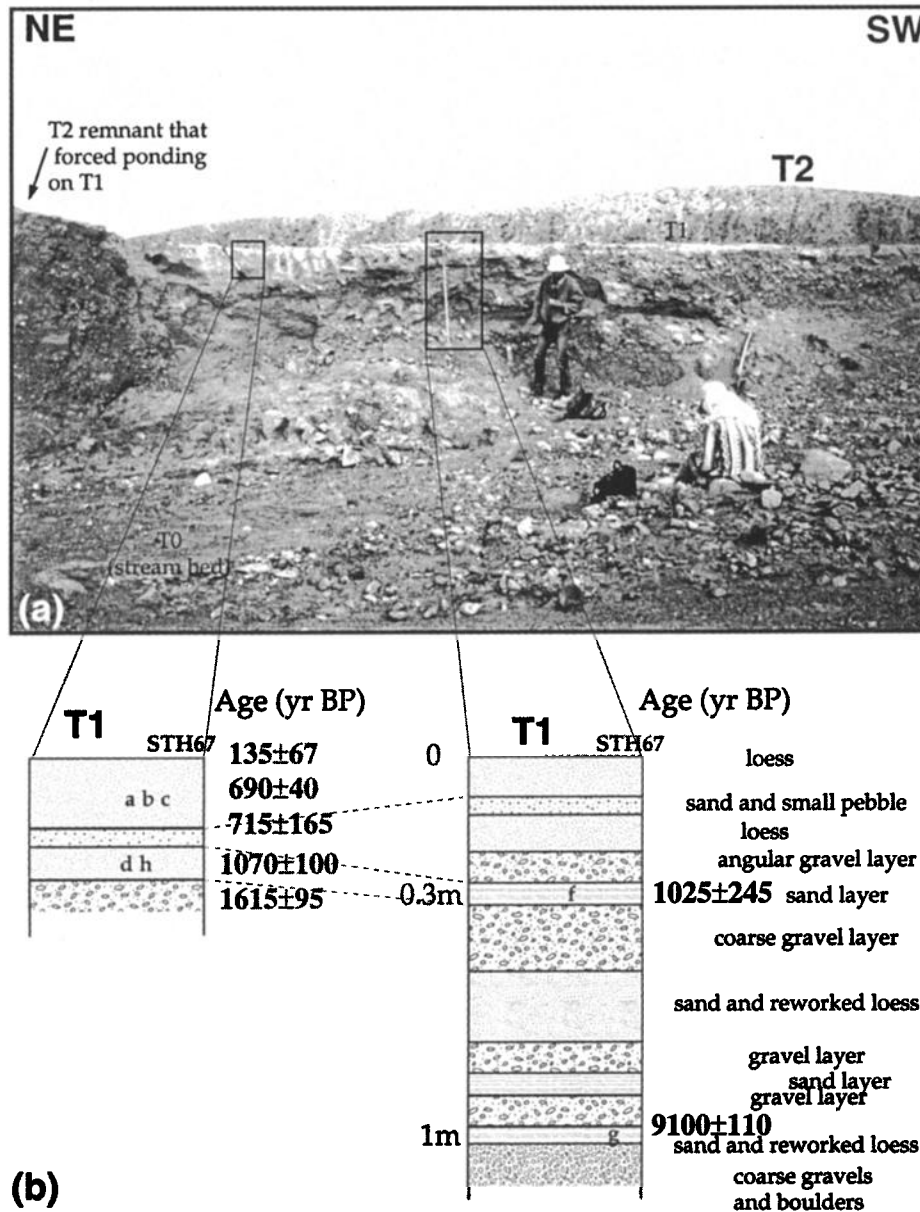 NE
SW
T2 remnant that
forced ponding
on T1
T2
T1
T0
(stream bed)
(a)
T1
Age (yr BP)
STH67
135±67
a b c
690±40
715±165
d h
1070±100
1615±95
T1
Age (yr BP)
STH67
0
loess
sand and small pebble
loess
angular gravel layer
0.3m
f
1025±245
sand layer
coarse gravel layer
sand and reworked loess
gravel layer
sand layer
gravel layer
9100±110
1m
g
sand and reworked loess
coarse gravels
and boulders
(b)